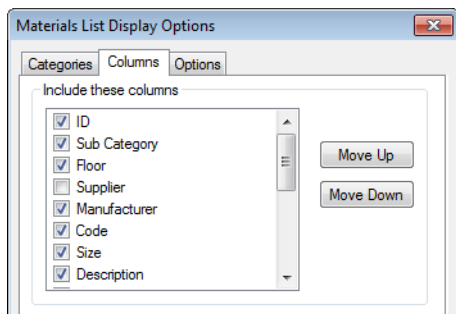 Materials List Display Options
Categories Columns Options
Include these columns
ID
Sub Category
Floor
Supplier
Manufacturer
Code
Size
Description
Move Up
Move Down